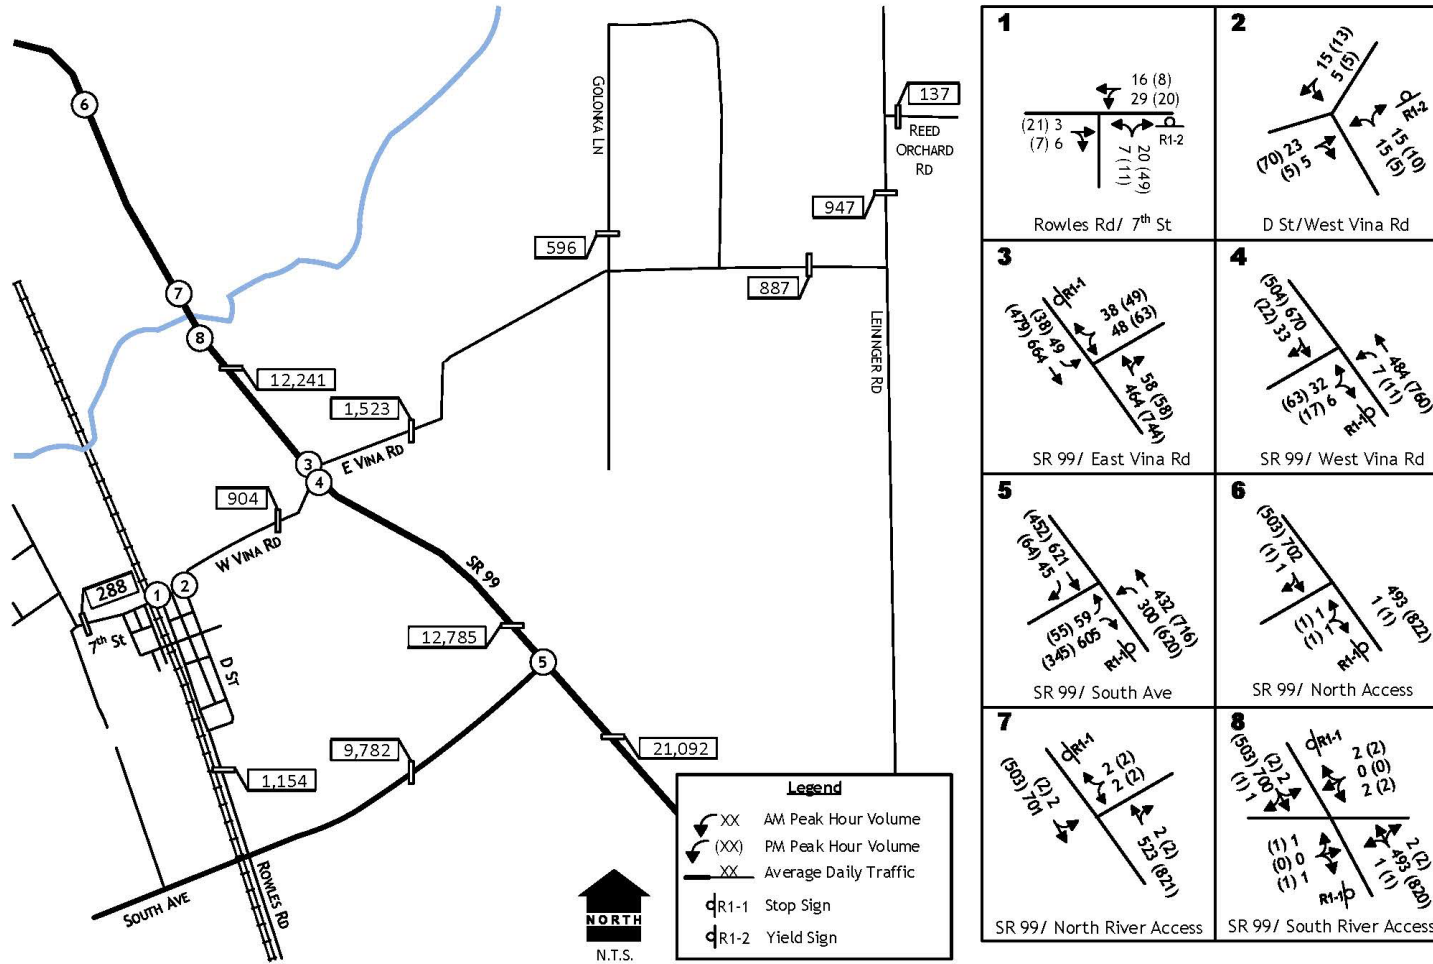 6
7
8
12,241
1,523
3
4
E VINA RD
904
W VINA RD
288
1
2
7th ST
D ST
SR 99
12,785
5
9,782
21,092
1,154
SOUTH AVE
ROWLES RD
GOLONKA LN
596
137
REED
ORCHARD
RD
947
887
LEININGER RD
NORTH
N.T.S.
Legend
XX AM Peak Hour Volume
(XX) PM Peak Hour Volume
XX Average Daily Traffic
R1-1 Stop Sign
R1-2 Yield Sign
1
16 (8)
29 (20)
(21) 3
(7) 6
20 (49)
7 (11)
R1-2
Rowles Rd/ 7th St
2
15 (13)
5 (5)
R1-2
(70) 23
(5) 5
15 (10)
15 (5)
D St/West Vina Rd
3
R1-1
(38) 49
(479) 664
38 (49)
48 (63)
58 (58)
464 (744)
SR 99/ East Vina Rd
4
(504) 670
(22) 33
484 (760)
7 (11)
(63) 32
(17) 6
R1-1
SR 99/ West Vina Rd
5
(452) 621
(64) 45
432 (716)
300 (620)
(55) 59
(345) 605
R1-1
SR 99/ South Ave
6
(503) 702
(1) 1
493 (822)
1 (1)
(1) 1
(1) 1
R1-1
SR 99/ North Access
7
R1-1
(2) 2
(503) 701
2 (2)
2 (2)
2 (2)
523 (821)
SR 99/ North River Access
8
R1-1
(2) 2
(503) 700
(1) 1
2 (2)
0 (0)
2 (2)
(1) 1
(0) 0
(1) 1
2 (2)
493 (820)
1 (1)
R1-1
SR 99/ South River Access